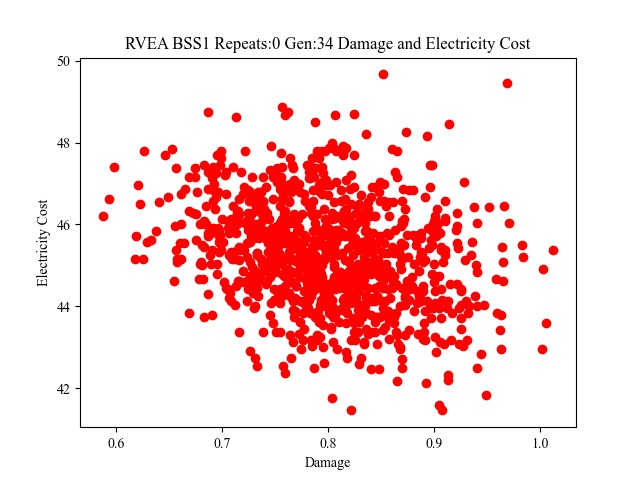 RVEA BSS1 Repeats:0 Gen:34 Damage and Electricity Cost
50
48
46
44
42
Electricity Cost
0.6 0.7 0.8 0.9 1.0
Damage